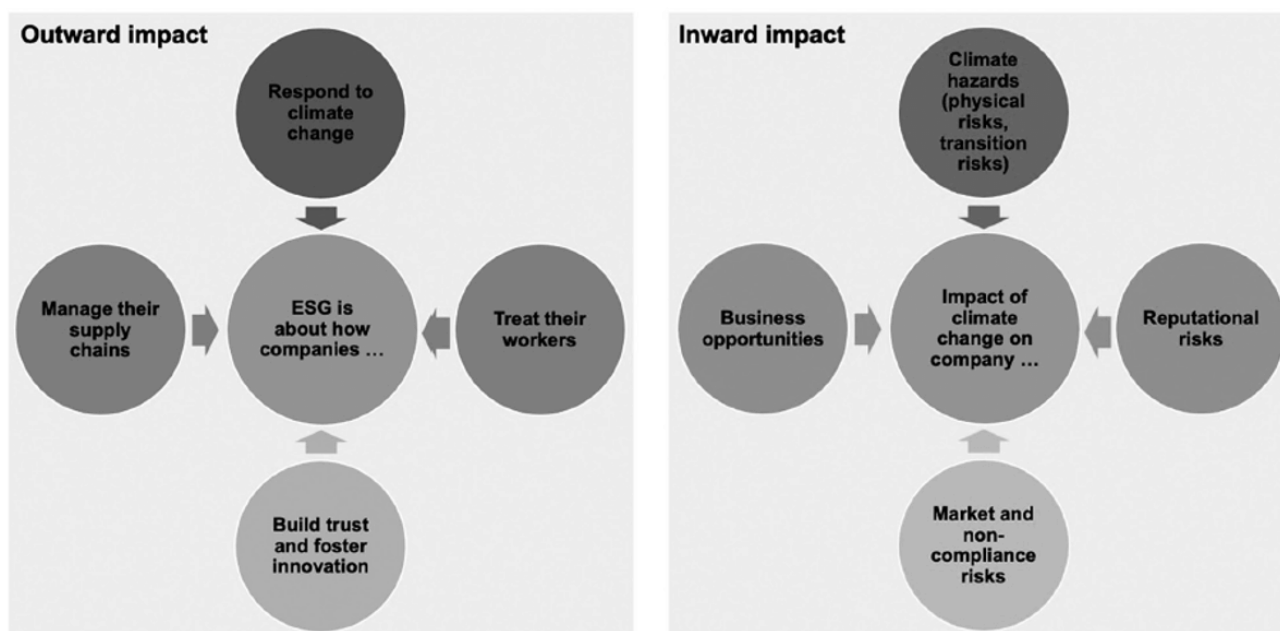 Outward impact
Respond to
climate
change
Manage their
supply
chains
ESG is
about how
companies ...
Treat their
workers
Build trust
and foster
innovation
Inward impact
Climate
hazards
(physical
risks,
transition
risks)
Business
opportunities
Impact of
climate
change on
company ...
Reputational
risks
Market and
non-
compliance
risks